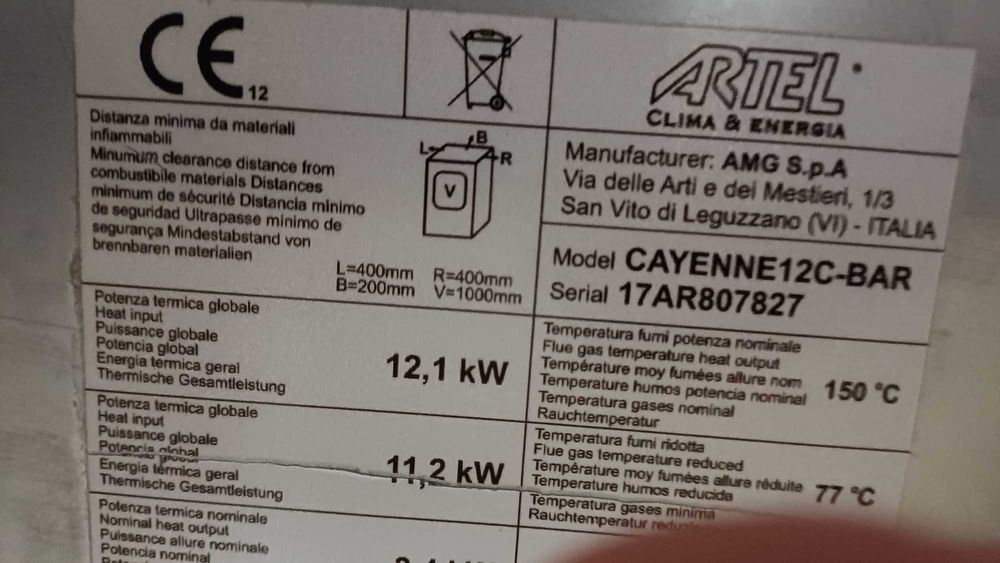 CE
12
ARTEL
CLIMA & ENERGIA
Distanza minima da materiali
infiammabili
Minumum clearance distance from
combustibile materials Distances
minimum de sécurité Distancia minimo
de seguridad Ultrapasse minimo de
segurança Mindestabstand von
brennbaren materialien
L
B
R
V
L=400mm R=400mm
B=200mm V=1000mm
Manufacturer: AMG S.p.A
Via delle Arti e dei Mestieri, 1/3
San Vito di Leguzzano (VI) - ITALIA
Model CAYENNE12C-BAR
Serial 17AR807827
Potenza termica globale
Heat input
Puissance globale
Potencia global
Energia termica gerai
Thermische Gesamtleistung
12,1 kW
Temperatura fumi potenza nominale
Flue gas temperature heat output
Température moy fumées allure nom
Temperature humos potencia nominal
Temperatura gases nominal
Rauchtemperatur
150 °C
Potenza termica globale
Heat input
Puissance globale
Potencia global
Energia térmica geral
Thermische Gesamtleistung
11,2 kW
Temperatura fumi ridotta
Flue gas temperature reduced
Température moy fumées allure réduite
Temperature humos reducida
Temperatura gases minima
Rauchtemperatur
77 °C
Potenza termica nominale
Nominal heat output
Puissance allure nominale
Potencia nominal